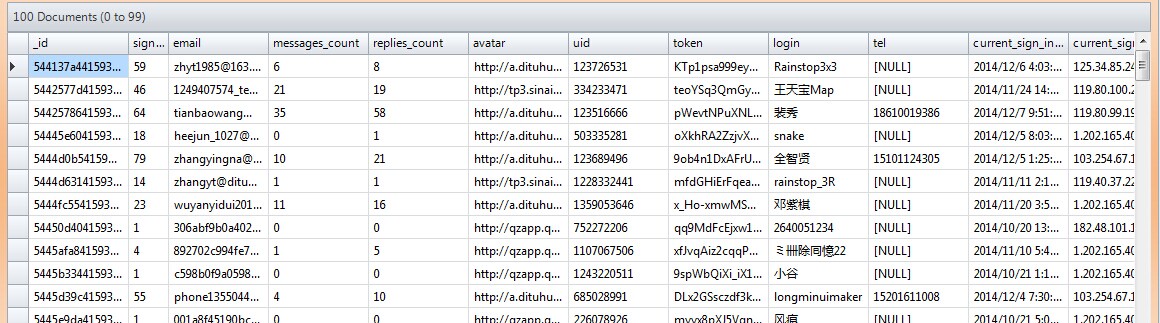 100 Documents (0 to 99)
_id sign... email messages_count replies_count avatar uid token login tel current_sign_in... current_sign
544137a441593... 59 zhyt1985@163.... 6 8 http://a.dituhu... 123726531 KTp1psa999ey... Rainstop3x3 [NULL] 2014/12/6 4:03:... 125.34.85.24
5442577d41593... 46 1249407574_te... 21 19 http://tp3.sinai... 334233471 teoYSq3QmGy... 王天宝Map [NULL] 2014/11/24 14:... 119.80.100.2
5442578641593... 64 tianbaowang... 35 58 http://a.dituhu... 123516666 pWevtNPuXNL... 裴秀 18610019386 2014/12/7 9:51:... 119.80.99.19
54445e6041593... 18 heejun_1027@... 0 1 http://a.dituhu... 503335281 oXkhRA2ZzjvX... snake [NULL] 2014/12/5 8:03:... 1.202.165.40
5444d0b54159... 79 zhangyingna@... 10 21 http://a.dituhu... 123689496 9ob4n1DxAFrU... 全智贤 15101124305 2014/12/5 1:25:... 103.254.67.1
5444d63141593... 14 zhangyt@ditu... 1 1 http://tp3.sinai... 1228332441 mfdGHiErFqea... rainstop_3R [NULL] 2014/11/11 2:1... 119.40.37.22
5444fc5541593... 23 wuyanyidui201... 11 16 http://a.dituhu... 1359053646 x_Ho-xmwMS... 邓紫棋 [NULL] 2014/11/20 3:5... 1.202.165.40
54450d4041593... 1 306abf9b0a402... 0 0 http://qzapp.q... 752272206 qq9MdFcEjxw1... 2640051234 [NULL] 2014/10/20 13:... 182.48.101.1
5445afa841593... 4 892702c994fe7... 1 5 http://qzapp.q... 1107067506 xfJvqAiz2cqqP... ミ刪除同憶22 [NULL] 2014/11/10 5:4... 1.202.165.40
5445b33441593... 1 c598b0f9a0598... 0 0 http://qzapp.q... 1243220511 9spWbQiXi_iX1... 小谷 [NULL] 2014/10/21 1:1... 1.202.165.40
5445d39c41593... 55 phone1355044... 4 10 http://a.dituhu... 685028991 DLx2GSsczdf3k... longminuimaker 15201611008 2014/12/4 7:30:... 103.254.67.1
5445e9da41593... 1 001a8f45190bc... 0 0 http://qzapp.q... 226078926 [NULL] 2014/10/21 5:0... 1.202.165.40